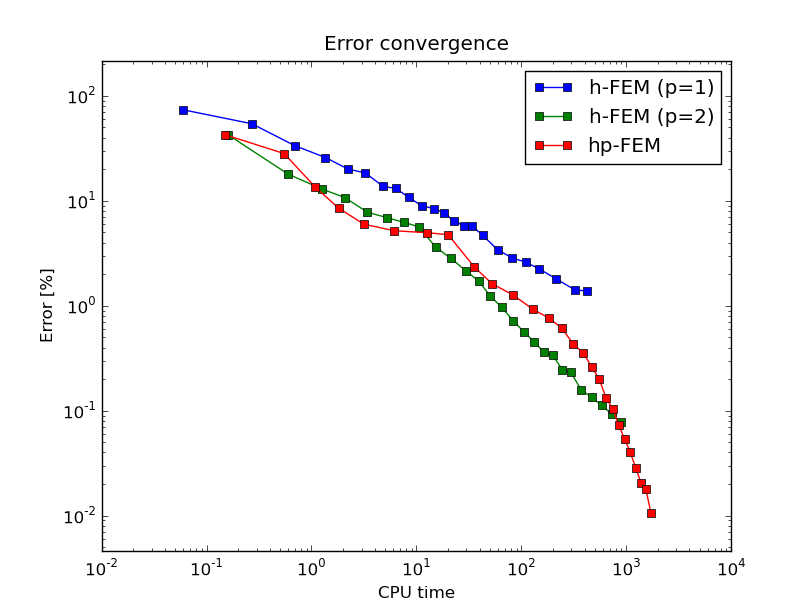 Error convergence
h-FEM (p=1)
h-FEM (p=2)
hp-FEM
Error [%]
10^2
10^1
10^0
10^-1
10^-2
10^-2 10^-1 10^0 10^1 10^2 10^3 10^4
CPU time